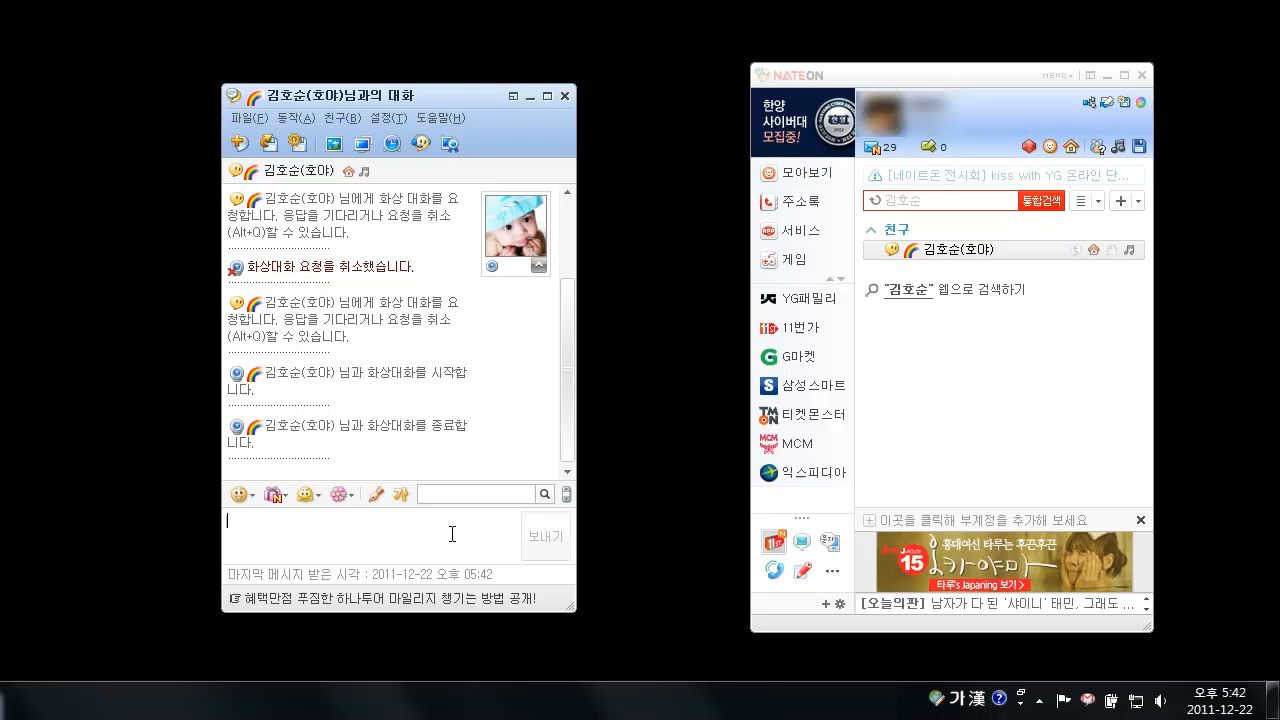 김호순(호야)님과의 대화
파일(F) 동작(A) 친구(B) 설정(T) 도움말(H)
김호순(호야)
김호순(호야) 님에게 화상 대화를 요
청합니다. 응답을 기다리거나 요청을 취소
(Alt+Q)할 수 있습니다.
화상대화 요청을 취소했습니다.
김호순(호야) 님에게 화상 대화를 요
청합니다. 응답을 기다리거나 요청을 취소
(Alt+Q)할 수 있습니다.
김호순(호야) 님과 화상대화를 시작합
니다.
김호순(호야) 님과 화상대화를 종료합
니다.
가
보내기
마지막 메시지 받은 시각 : 2011-12-22 오후 05:42
혜택만큼 푸짐한 하나투어 마일리지 챙기는 방법 공개!
NATEON
MENU
한양
사이버대
모집중!
29
0
모아보기
주소록
서비스
게임
YG패밀리
11번가
G마켓
삼성스마트
티켓몬스터
MCM
익스피디아
[네이트온 전시회] kiss with YG 온라인 단...
김호순 통합검색
친구
김호순(호야)
"김호순" 웹으로 검색하기
이곳을 클릭해 부계정을 추가해 보세요
15
홍대여신 타루는 후끈후끈
타루's Japaning 보기 >
[오늘의판] 남자가 다 된 '샤이니' 태민, 그래도 ...
가 漢
오후 5:42
2011-12-22